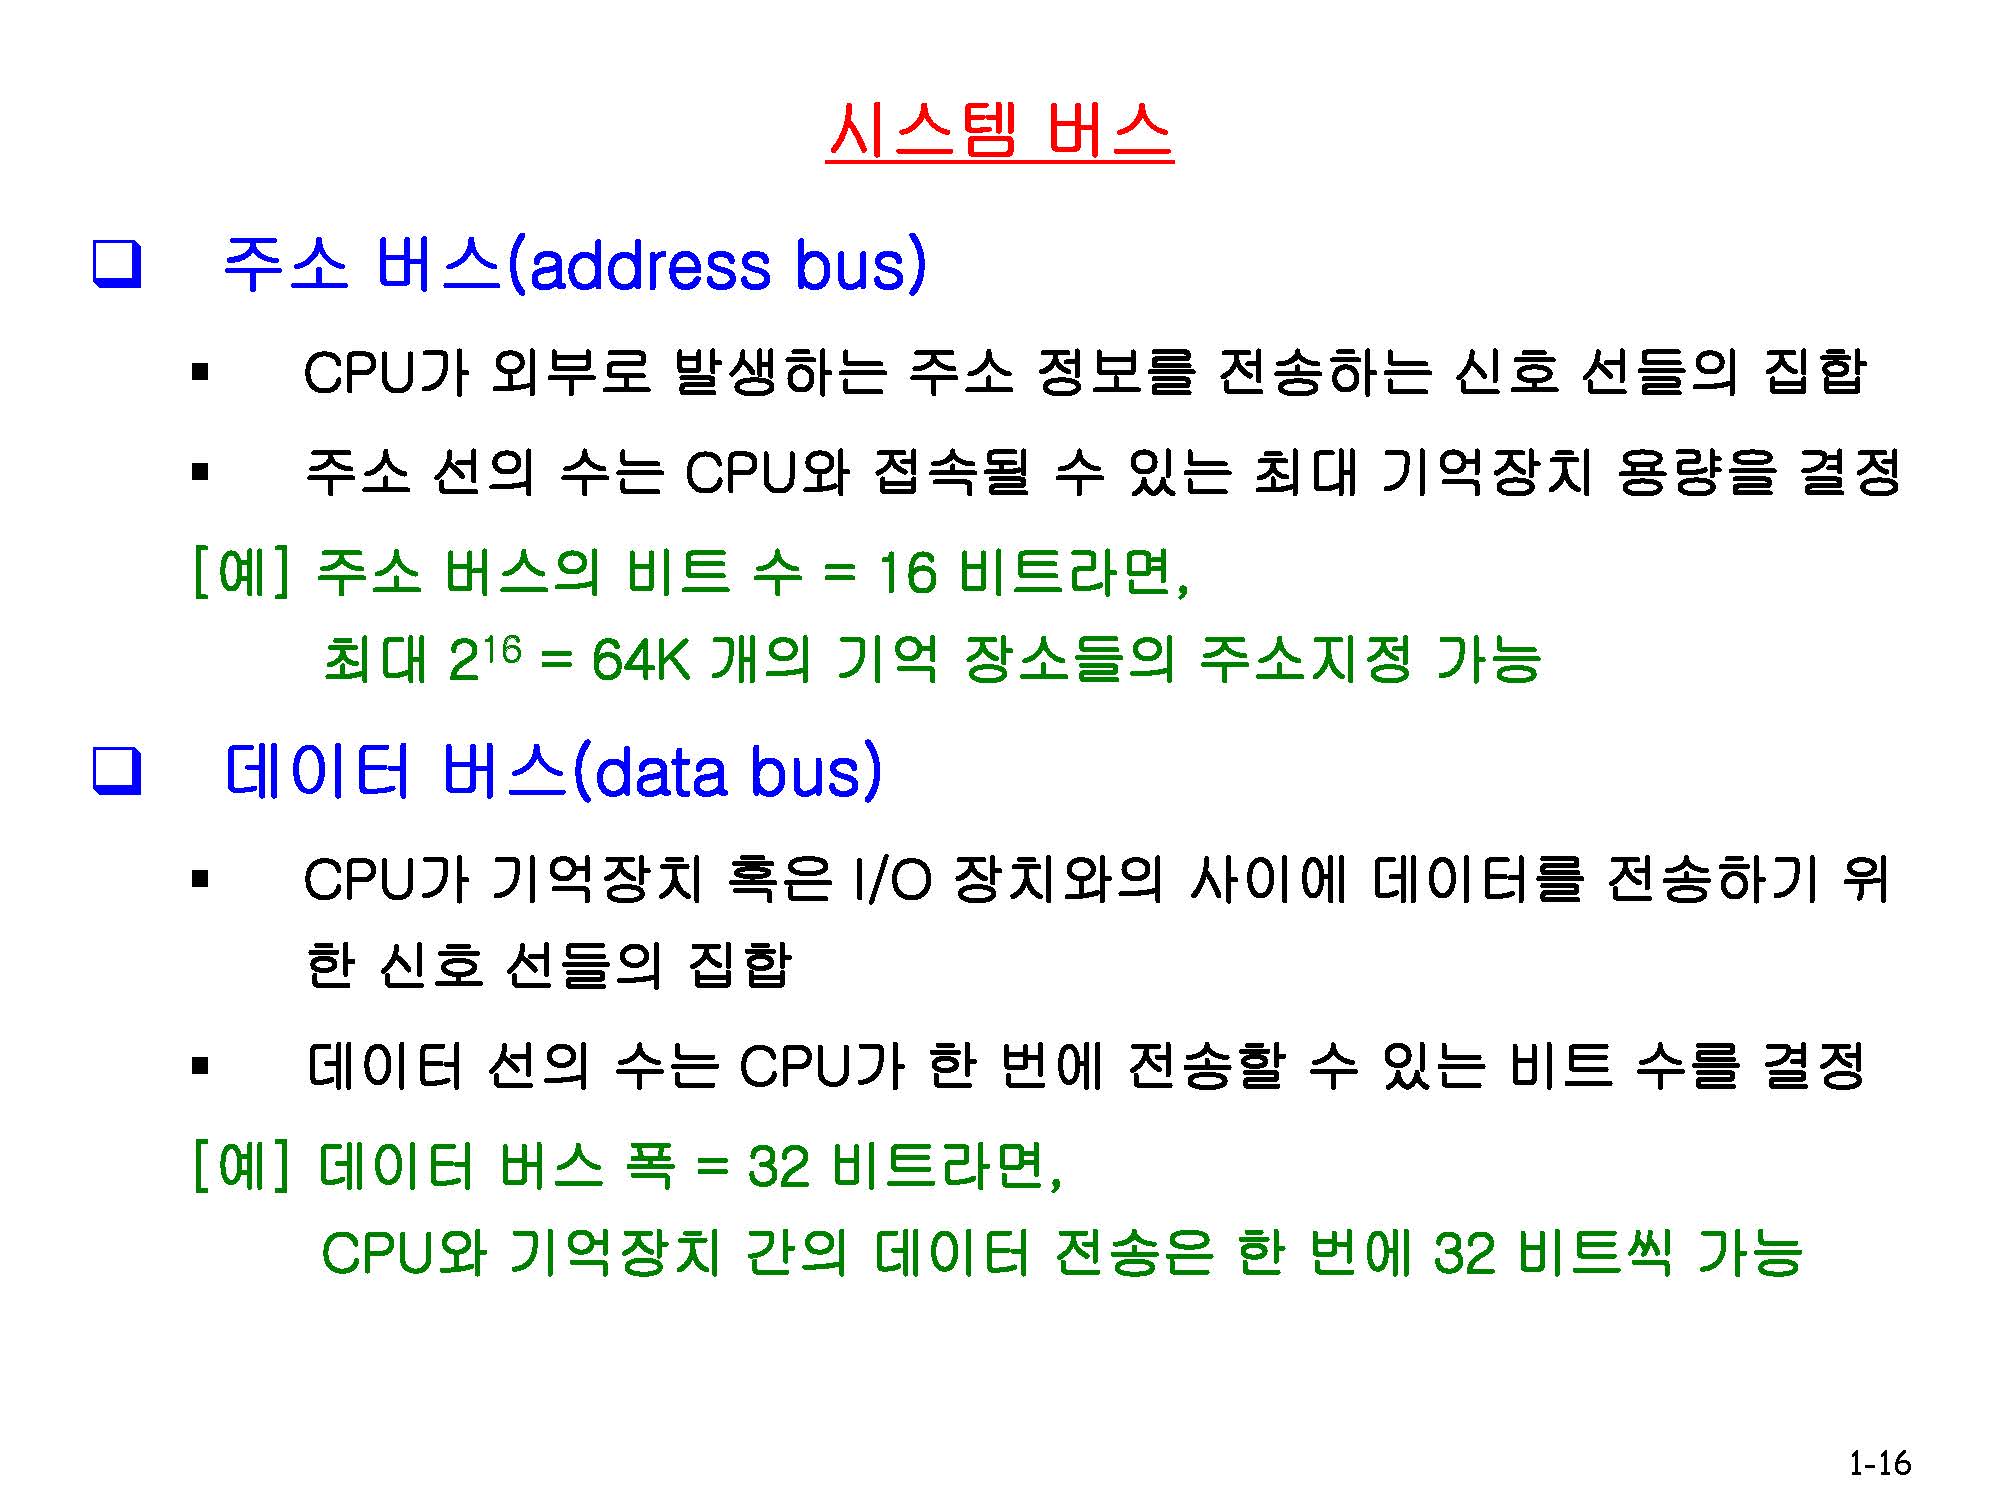 시스템 버스
❑ 주소 버스(address bus)
▪ CPU가 외부로 발생하는 주소 정보를 전송하는 신호 선들의 집합
▪ 주소 선의 수는 CPU와 접속될 수 있는 최대 기억장치 용량을 결정
[예] 주소 버스의 비트 수 = 16 비트라면,
최대 2¹⁶ = 64K 개의 기억 장소들의 주소지정 가능
❑ 데이터 버스(data bus)
▪ CPU가 기억장치 혹은 I/O 장치와의 사이에 데이터를 전송하기 위
한 신호 선들의 집합
▪ 데이터 선의 수는 CPU가 한 번에 전송할 수 있는 비트 수를 결정
[예] 데이터 버스 폭 = 32 비트라면,
CPU와 기억장치 간의 데이터 전송은 한 번에 32 비트씩 가능
1-16